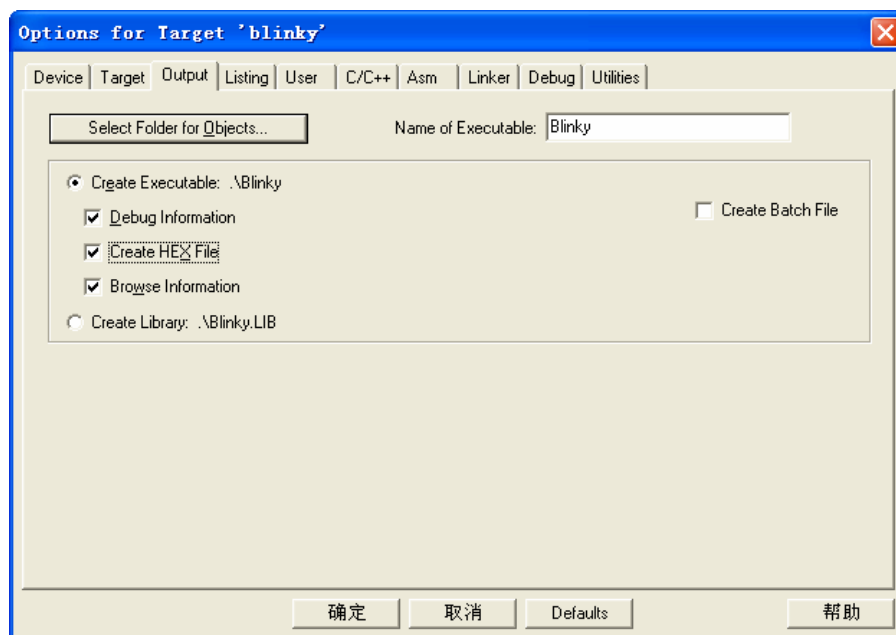 Options for Target 'blinky'
Device Target Output Listing User C/C++ Asm Linker Debug Utilities
Select Folder for Objects... Name of Executable: Blinky
Create Executable: .\Blinky
Debug Information Create Batch File
Create HEX File
Browse Information
Create Library: .\Blinky.LIB
确定 取消 Defaults 帮助